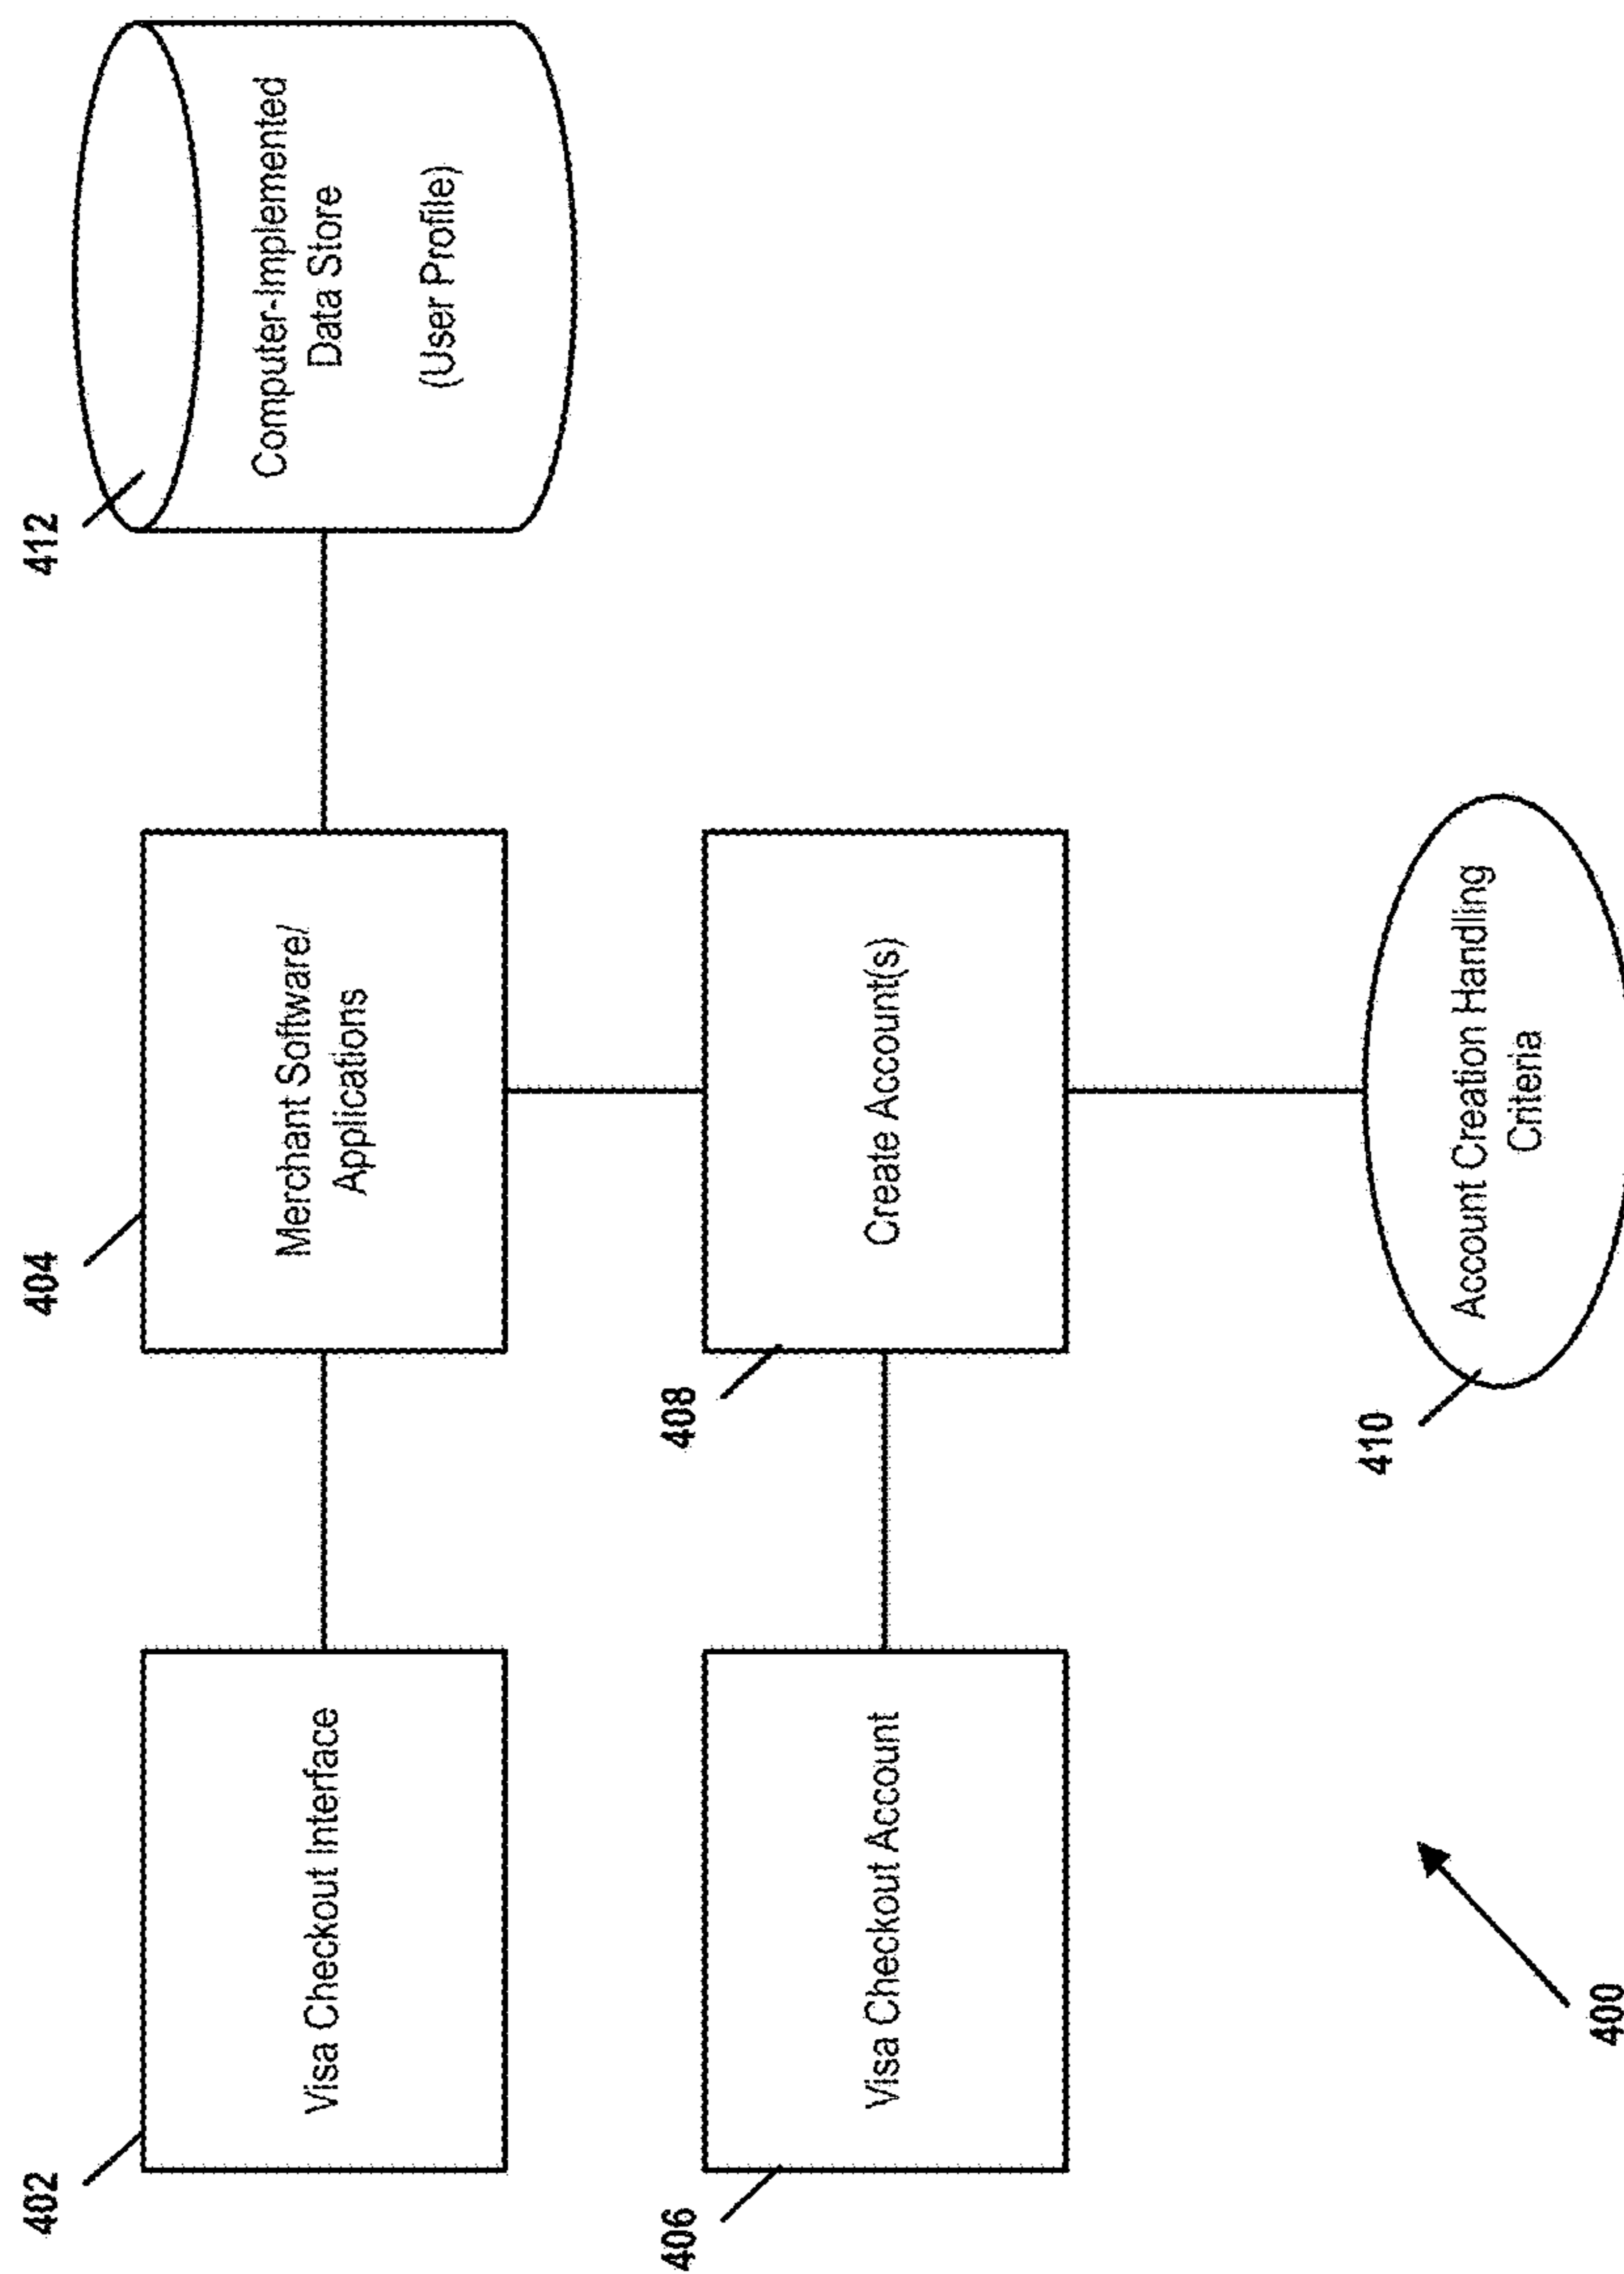 402
Visa Checkout Interface
404
Merchant Software/
Applications
412
Computer-Implemented
Data Store
(User Profile)
406
Visa Checkout Account
408
Create Account(s)
410
Account Creation Handling
Criteria
400